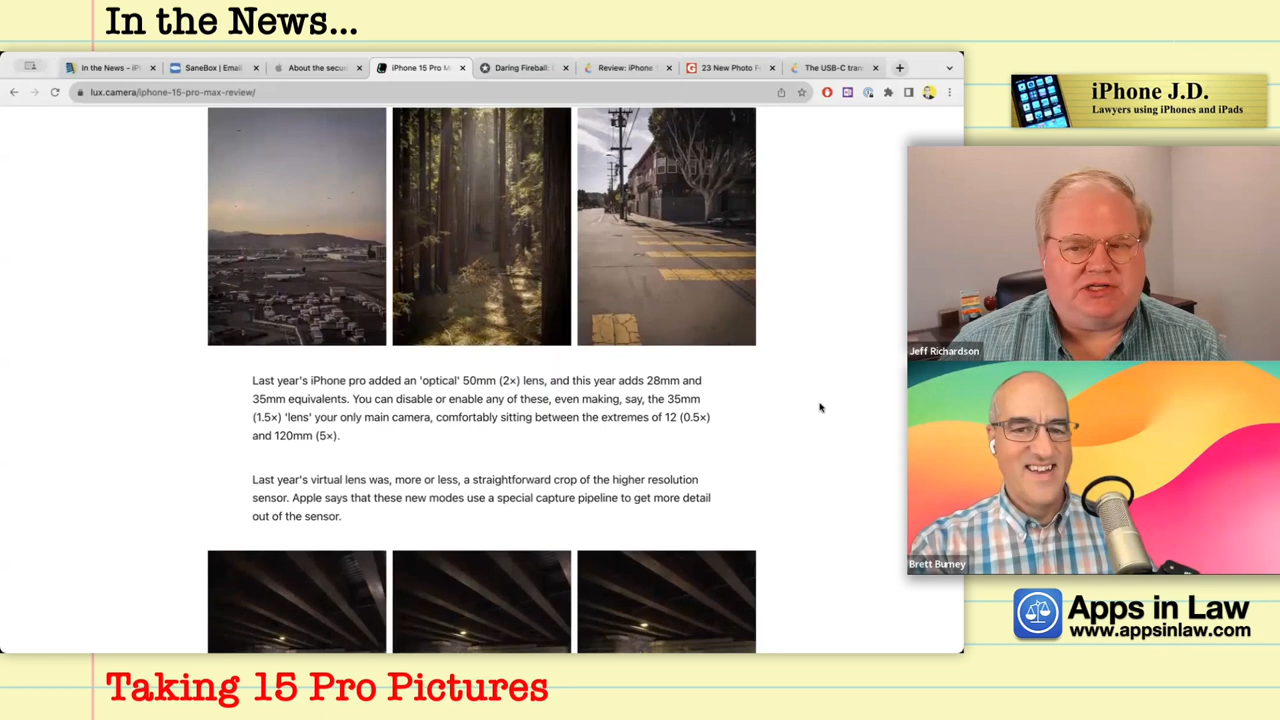 In the News...
In the News – iP
SaneBox | Email
About the secu
iPhone 15 Pro M
Daring Fireball:
Review: iPhone
23 New Photo F
The USB-C tran
lux.camera/iphone-15-pro-max-review/
iPhone J.D.
Lawyers using iPhones and iPads
Last year's iPhone pro added an 'optical' 50mm (2×) lens, and this year adds 28mm and
35mm equivalents. You can disable or enable any of these, even making, say, the 35mm
(1.5×) 'lens' your only main camera, comfortably sitting between the extremes of 12 (0.5×)
and 120mm (5×).
Last year's virtual lens was, more or less, a straightforward crop of the higher resolution
sensor. Apple says that these new modes use a special capture pipeline to get more detail
out of the sensor.
Jeff Richardson
Brett Burney
Apps in Law
www.appsinlaw.com
Taking 15 Pro Pictures